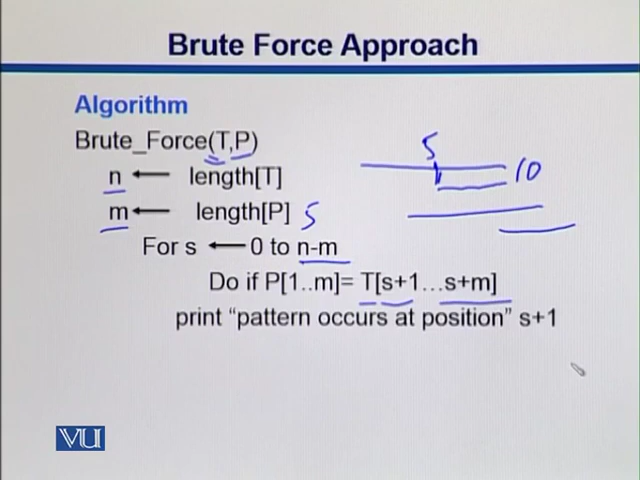 Brute Force Approach
Algorithm
Brute_Force(T,P)
5
n ← length[T]
10
m ← length[P] 5
For s ← 0 to n-m
Do if P[1..m]= T[s+1...s+m]
print “pattern occurs at position” s+1
VU